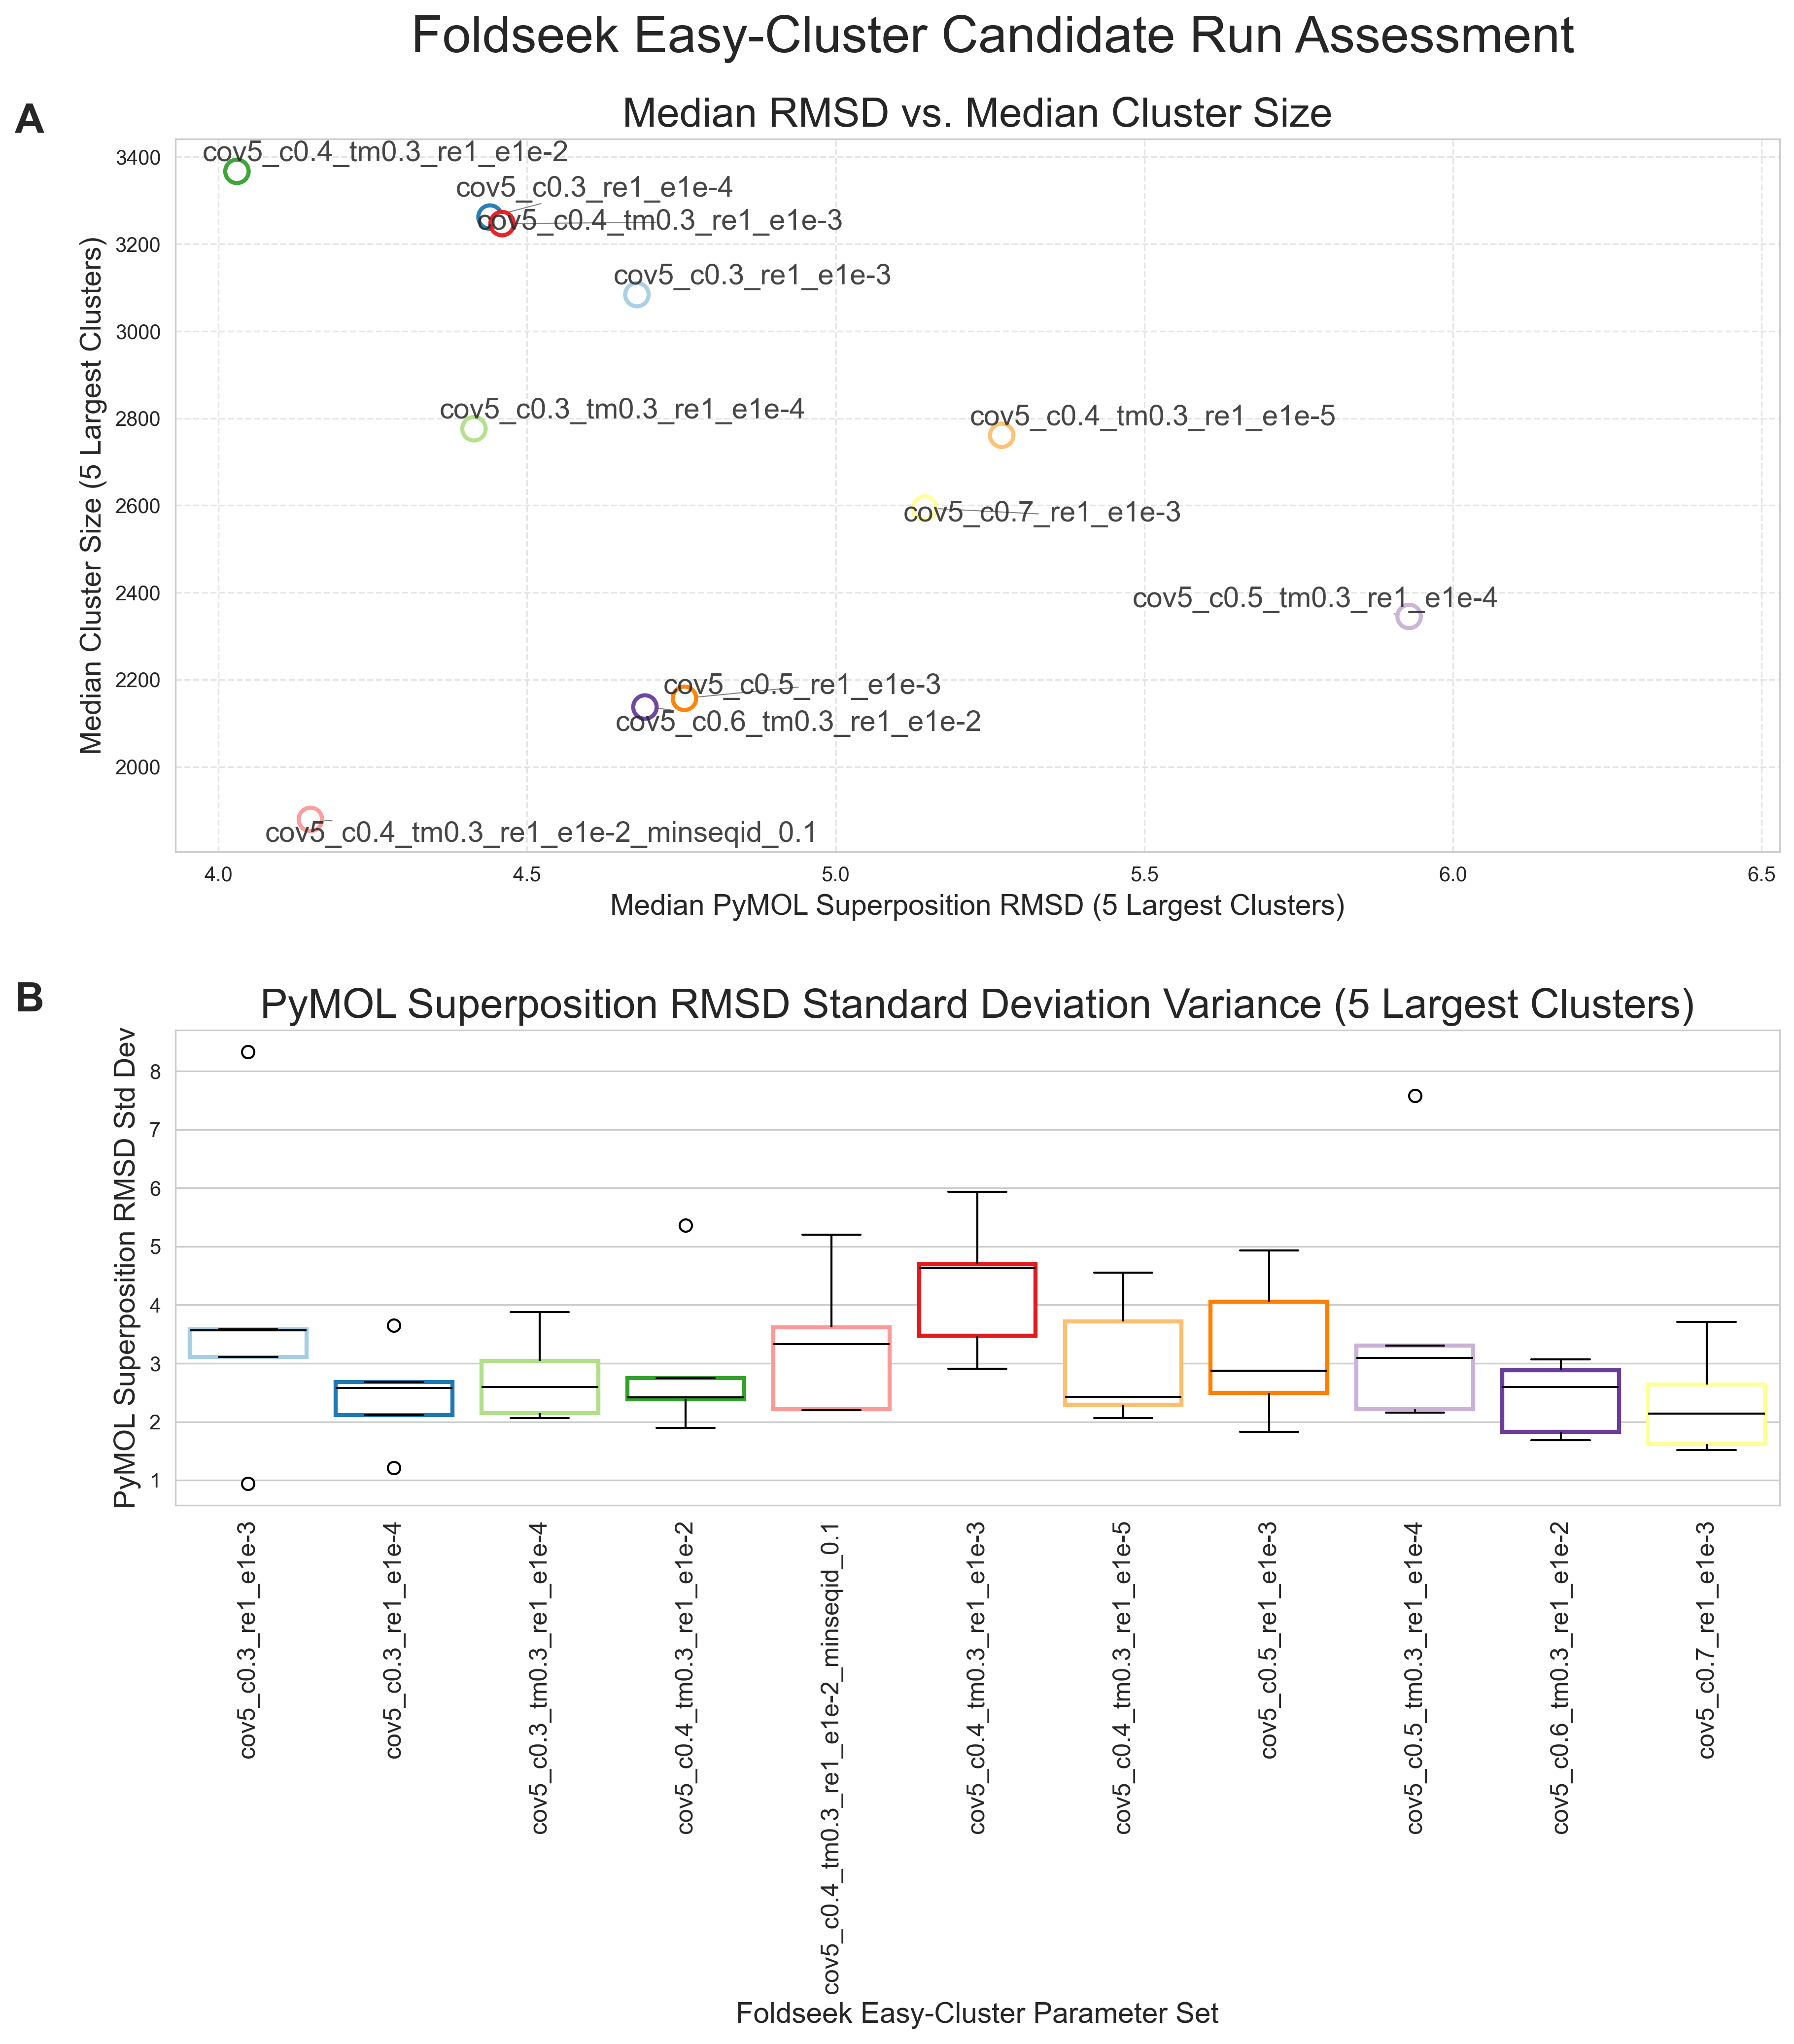 Foldseek Easy-Cluster Candidate Run Assessment
A
Median RMSD vs. Median Cluster Size
Median Cluster Size (5 Largest Clusters)
3400
3200
3000
2800
2600
2400
2200
2000
cov5_c0.4_tm0.3_re1_e1e-2
cov5_c0.3_re1_e1e-4
cov5_c0.4_tm0.3_re1_e1e-3
cov5_c0.3_re1_e1e-3
cov5_c0.3_tm0.3_re1_e1e-4
cov5_c0.4_tm0.3_re1_e1e-5
cov5_c0.7_re1_e1e-3
cov5_c0.5_tm0.3_re1_e1e-4
cov5_c0.5_re1_e1e-3
cov5_c0.6_tm0.3_re1_e1e-2
cov5_c0.4_tm0.3_re1_e1e-2_minseqid_0.1
4.0 4.5 5.0 5.5 6.0 6.5
Median PyMOL Superposition RMSD (5 Largest Clusters)
B
PyMOL Superposition RMSD Standard Deviation Variance (5 Largest Clusters)
PyMOL Superposition RMSD Std Dev
8
7
6
5
4
3
2
1
cov5_c0.3_re1_e1e-3
cov5_c0.3_re1_e1e-4
cov5_c0.3_tm0.3_re1_e1e-4
cov5_c0.4_tm0.3_re1_e1e-2
cov5_c0.4_tm0.3_re1_e1e-2_minseqid_0.1
cov5_c0.4_tm0.3_re1_e1e-3
cov5_c0.4_tm0.3_re1_e1e-5
cov5_c0.5_re1_e1e-3
cov5_c0.5_tm0.3_re1_e1e-4
cov5_c0.6_tm0.3_re1_e1e-2
cov5_c0.7_re1_e1e-3
Foldseek Easy-Cluster Parameter Set